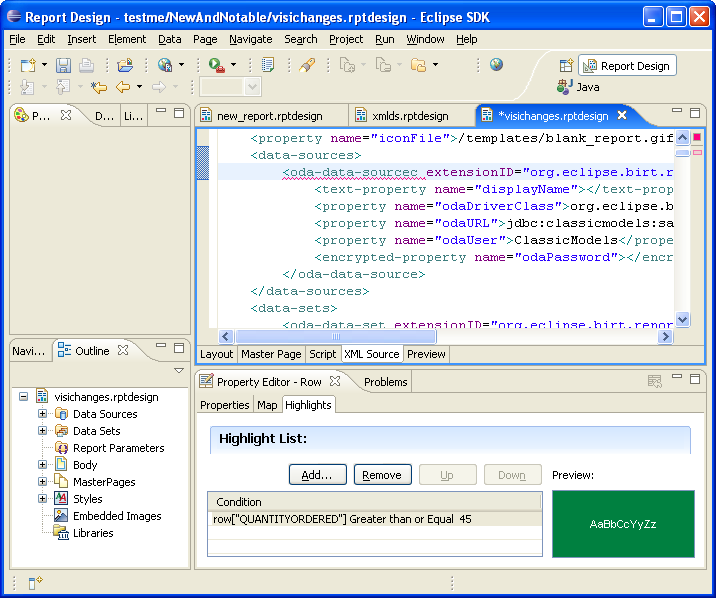 Report Design - testme/NewAndNotable/visichanges.rptdesign - Eclipse SDK
File Edit Insert Element Data Page Navigate Search Project Run Window Help
Report Design
Java
P... D... Li...
new_report.rptdesign xmlds.rptdesign *visichanges.rptdesign
<property name="iconFile">/templates/blank_report.gif
<data-sources>
<oda-data-sourcec extensionID="org.eclipse.birt.r
<text-property name="displayName"></text-prop
<property name="odaDriverClass">org.eclipse.b
<property name="odaURL">jdbc:classicmodels:sa
<property name="odaUser">ClassicModels</prope
<encrypted-property name="odaPassword"></encr
</oda-data-source>
</data-sources>
<data-sets>
<oda-data-set extensionID="org.eclipse.birt.repor
Layout Master Page Script XML Source Preview
Navi... Outline
visichanges.rptdesign
Data Sources
Data Sets
Report Parameters
Body
MasterPages
Styles
Embedded Images
Libraries
Property Editor - Row Problems
Properties Map Highlights
Highlight List:
Add... Remove Up Down Preview:
Condition
row["QUANTITYORDERED"] Greater than or Equal 45
AaBbCcYyZz